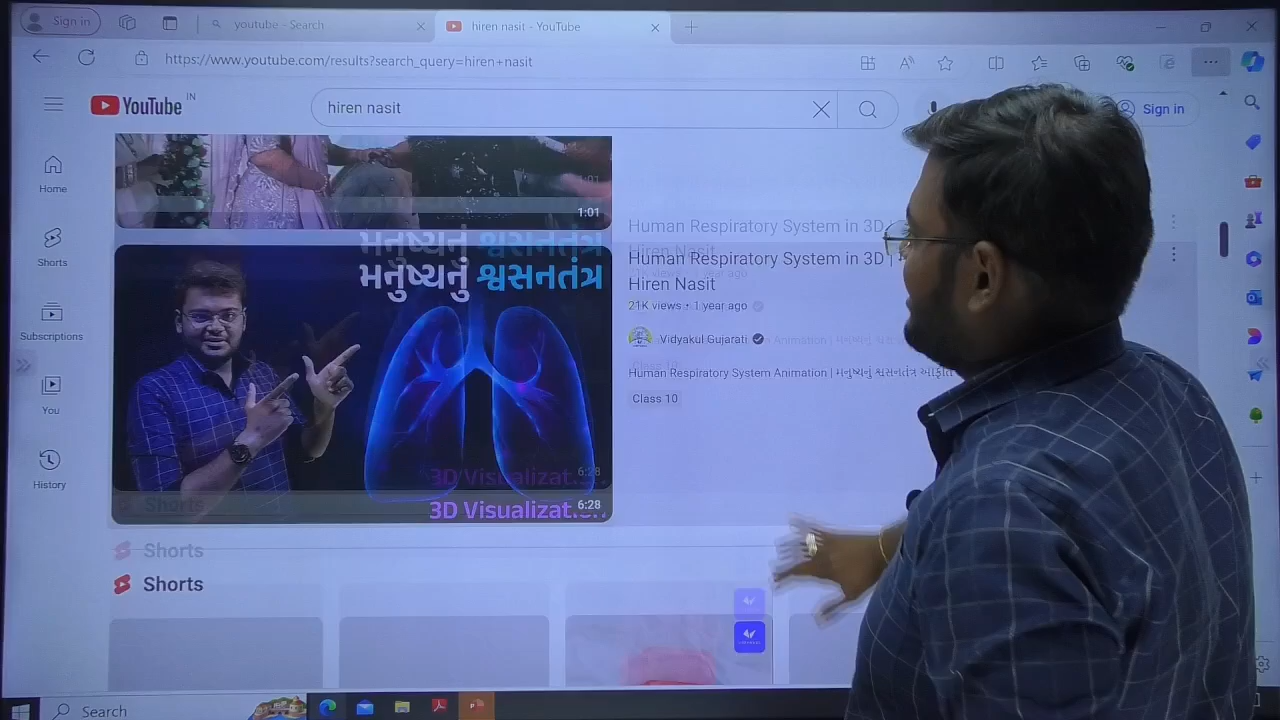 Sign in
youtube - Search
hiren nasit - YouTube
https://www.youtube.com/results?search_query=hiren+nasit
YouTube IN
hiren nasit
Sign in
Home
Shorts
Subscriptions
You
History
1:01
મનુષ્યનું શ્વસનતંત્ર
3D Visualizat
6:28
Human Respiratory System in 3D |
Hiren Nasit
21K views • 1 year ago
Vidyakul Gujarati
Human Respiratory System Animation | મનુષ્યનું શ્વસનતંત્ર આકૃતિ
Class 10
Shorts
Search